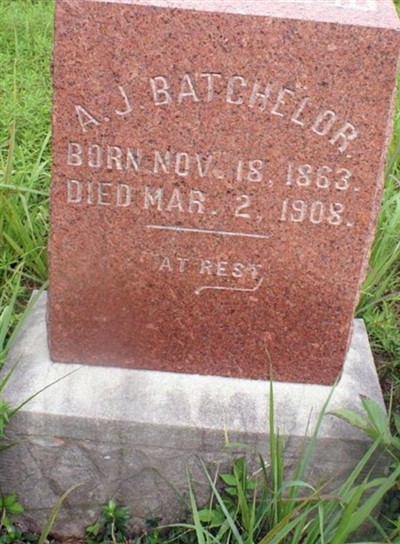 A. J. BATCHELOR.
BORN NOV. 18, 1863.
DIED MAR. 2, 1908.
AT REST